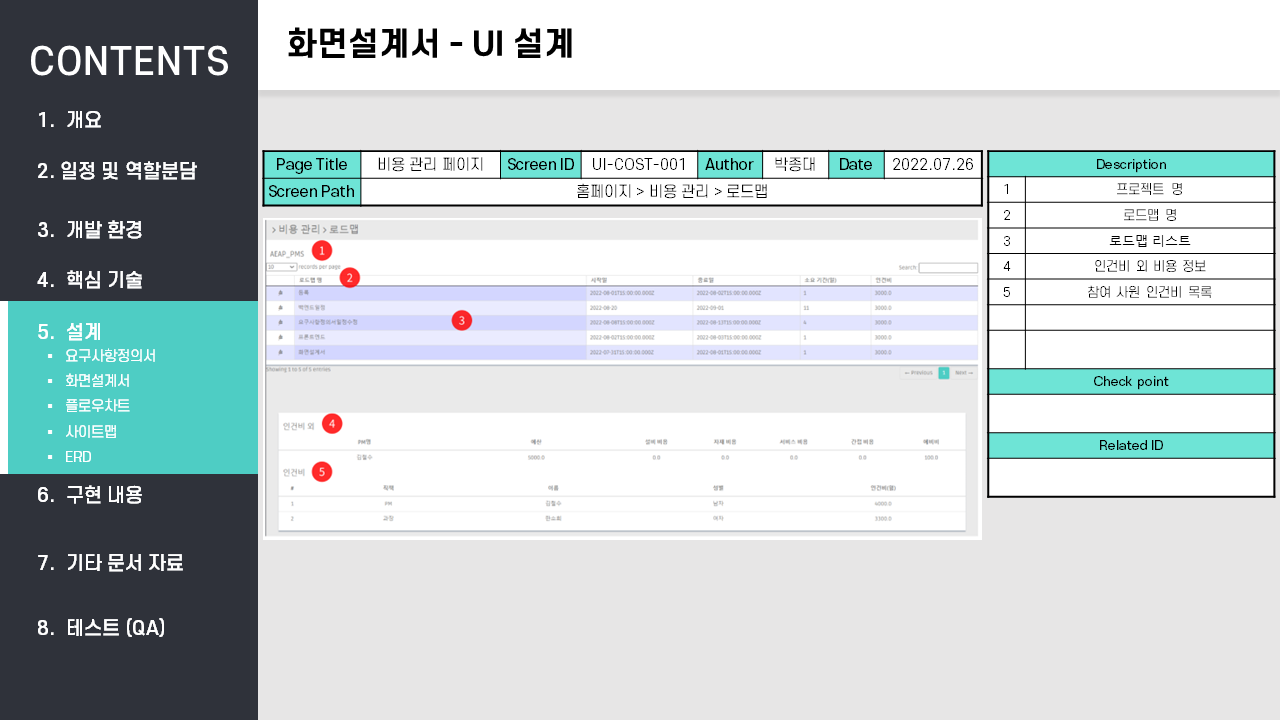 CONTENTS
1. 개요
2. 일정 및 역할분담
3. 개발 환경
4. 핵심 기술
5. 설계
▪ 요구사항정의서
▪ 화면설계서
▪ 플로우차트
▪ 사이트맵
▪ ERD
6. 구현 내용
7. 기타 문서 자료
8. 테스트 (QA)
화면설계서 - UI 설계
Page Title 비용 관리 페이지 Screen ID UI-COST-001 Author 박종대 Date 2022.07.26
Screen Path 홈페이지 > 비용 관리 > 로드맵
> 비용 관리 > 로드맵
AEAP_PMS 1
10 records per page Search:
로드맵 명 2 시작일 종료일 소요 기간(일) 인건비
등록 2022-08-01T15:00:00.000Z 2022-08-02T15:00:00.000Z 1 3000.0
백엔드 일정 2022-08-20 2022-09-01 11 3000.0
요구사항정의서일정수정 3 2022-08-08T15:00:00.000Z 2022-08-13T15:00:00.000Z 4 3000.0
프론트엔드 2022-08-02T15:00:00.000Z 2022-08-03T15:00:00.000Z 1 3000.0
화면설계서 2022-07-31T15:00:00.000Z 2022-08-01T15:00:00.000Z 1 3000.0
Showing 1 to 5 of 5 entries
← Previous 1 Next →
인건비 외 4
PM명 예산 장비 비용 자재 비용 서비스 비용 간접 비용 예비비
김철수 5000.0 0.0 0.0 0.0 0.0 100.0
인건비 5
# 직책 이름 성별 인건비(월)
1 PM 김철수 남자 4000.0
2 과장 한소희 여자 3300.0
Description
1 프로젝트 명
2 로드맵 명
3 로드맵 리스트
4 인건비 외 비용 정보
5 참여 사원 인건비 목록
Check point
Related ID